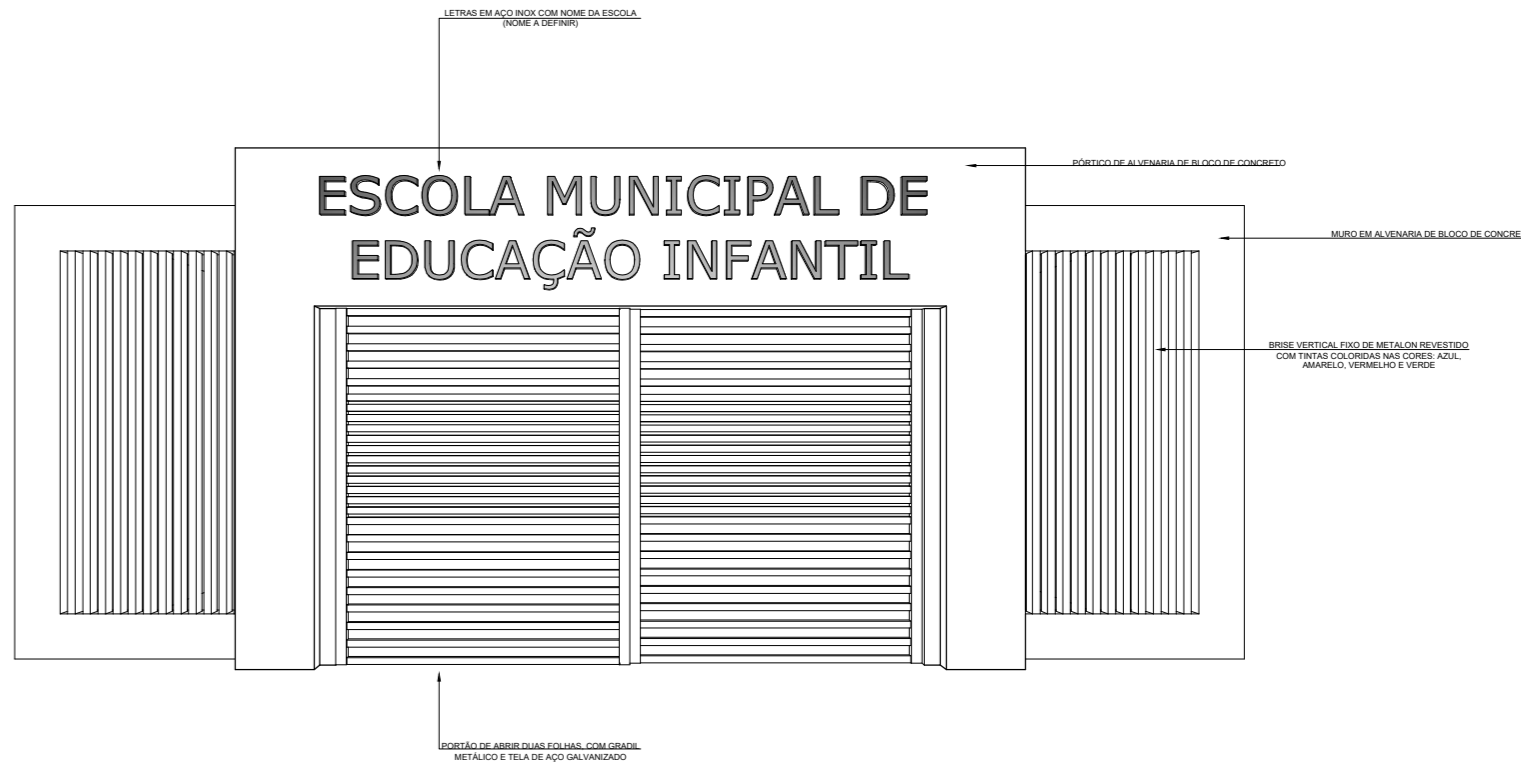 LETRAS EM AÇO INOX COM NOME DA ESCOLA
(NOME A DEFINIR)
PÓRTICO DE ALVENARIA DE BLOCO DE CONCRETO
ESCOLA MUNICIPAL DE
EDUCAÇÃO INFANTIL
MURO EM ALVENARIA DE BLOCO DE CONCRE
BRISE VERTICAL FIXO DE METALON REVESTIDO
COM TINTAS COLORIDAS NAS CORES: AZUL,
AMARELO, VERMELHO E VERDE
PORTÃO DE ABRIR DUAS FOLHAS, COM GRADIL
METÁLICO E TELA DE AÇO GALVANIZADO